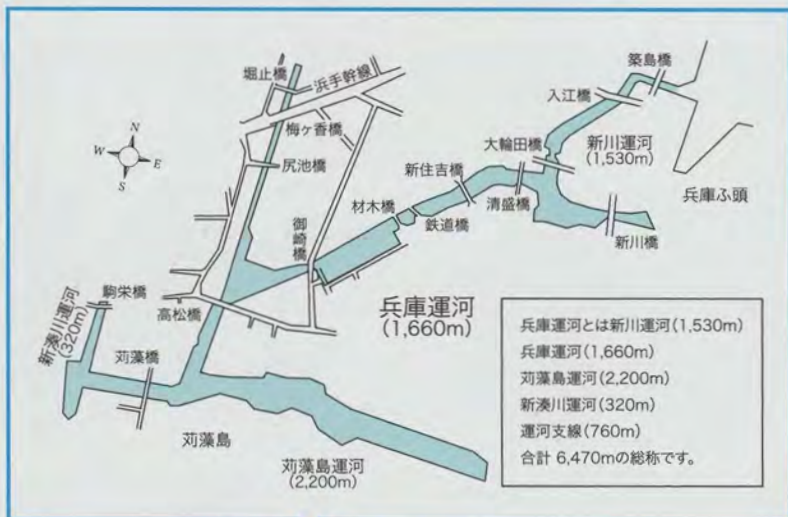 築島橋
堀止橋
浜手幹線
入江橋
梅ヶ香橋
大輪田橋
新川運河
(1,530m)
N
W
E
S
尻池橋
新住吉橋
兵庫ふ頭
材木橋
清盛橋
鉄道橋
御崎橋
新川橋
駒栄橋
新湊川運河
(320m)
高松橋
兵庫運河
(1,660m)
苅藻橋
苅藻島
苅藻島運河
(2,200m)
兵庫運河とは新川運河(1,530m)
兵庫運河(1,660m)
苅藻島運河(2,200m)
新湊川運河(320m)
運河支線(760m)
合計 6,470mの総称です。